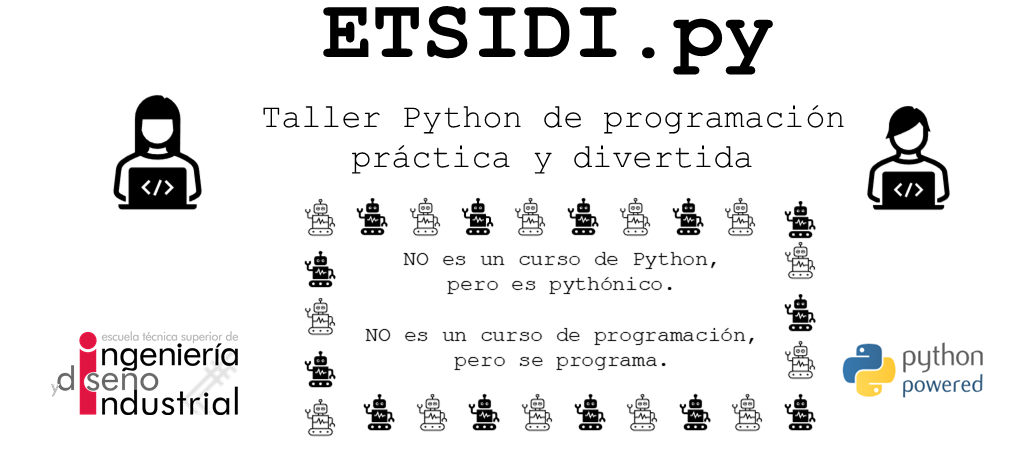 ETSIDI.py
Taller Python de programación
práctica y divertida
</>
</>
NO es un curso de Python,
pero es pythónico.
NO es un curso de programación,
pero se programa.
escuela técnica superior de
ingeniería
y diseño
industrial
python
powered